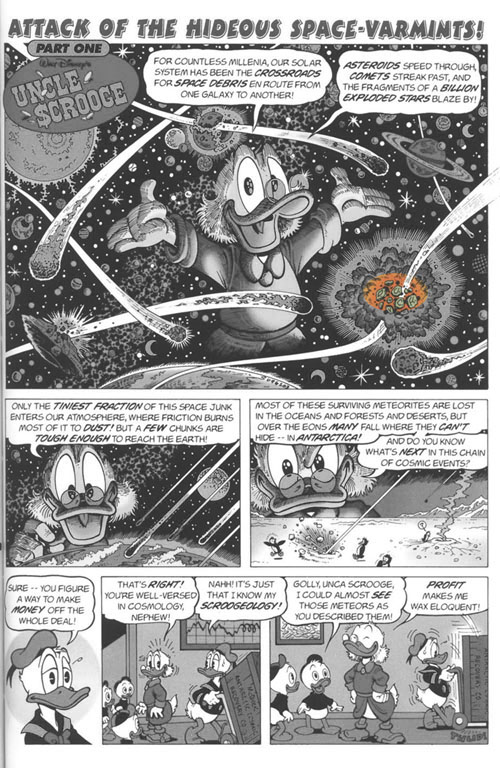 ATTACK OF THE HIDEOUS SPACE-VARMINTS!
PART ONE
Walt Disney's
UNCLE
SCROOGE
FOR COUNTLESS MILLENIA, OUR SOLAR
SYSTEM HAS BEEN THE CROSSROADS
FOR SPACE DEBRIS EN ROUTE FROM
ONE GALAXY TO ANOTHER!
ASTEROIDS SPEED THROUGH,
COMETS STREAK PAST, AND
THE FRAGMENTS OF A BILLION
EXPLODED STARS BLAZE BY!
ONLY THE TINIEST FRACTION OF THIS SPACE JUNK
ENTERS OUR ATMOSPHERE, WHERE FRICTION BURNS
MOST OF IT TO DUST! BUT A FEW CHUNKS ARE
TOUGH ENOUGH TO REACH THE EARTH!
MOST OF THESE SURVIVING METEORITES ARE LOST
IN THE OCEANS AND FORESTS AND DESERTS, BUT
OVER THE EONS MANY FALL WHERE THEY CAN'T
HIDE -- IN ANTARCTICA!
AND DO YOU KNOW
WHAT'S NEXT IN THIS CHAIN
OF COSMIC EVENTS?
SURE -- YOU FIGURE
A WAY TO MAKE
MONEY OFF THE
WHOLE DEAL!
THAT'S RIGHT!
YOU'RE WELL-VERSED
IN COSMOLOGY,
NEPHEW!
NAHH! IT'S JUST
THAT I KNOW MY
SCROOGEOLOGY!
GOLLY, UNCA SCROOGE,
I COULD ALMOST SEE
THOSE METEORS AS
YOU DESCRIBED THEM!
PROFIT
MAKES ME
WAX ELOQUENT!